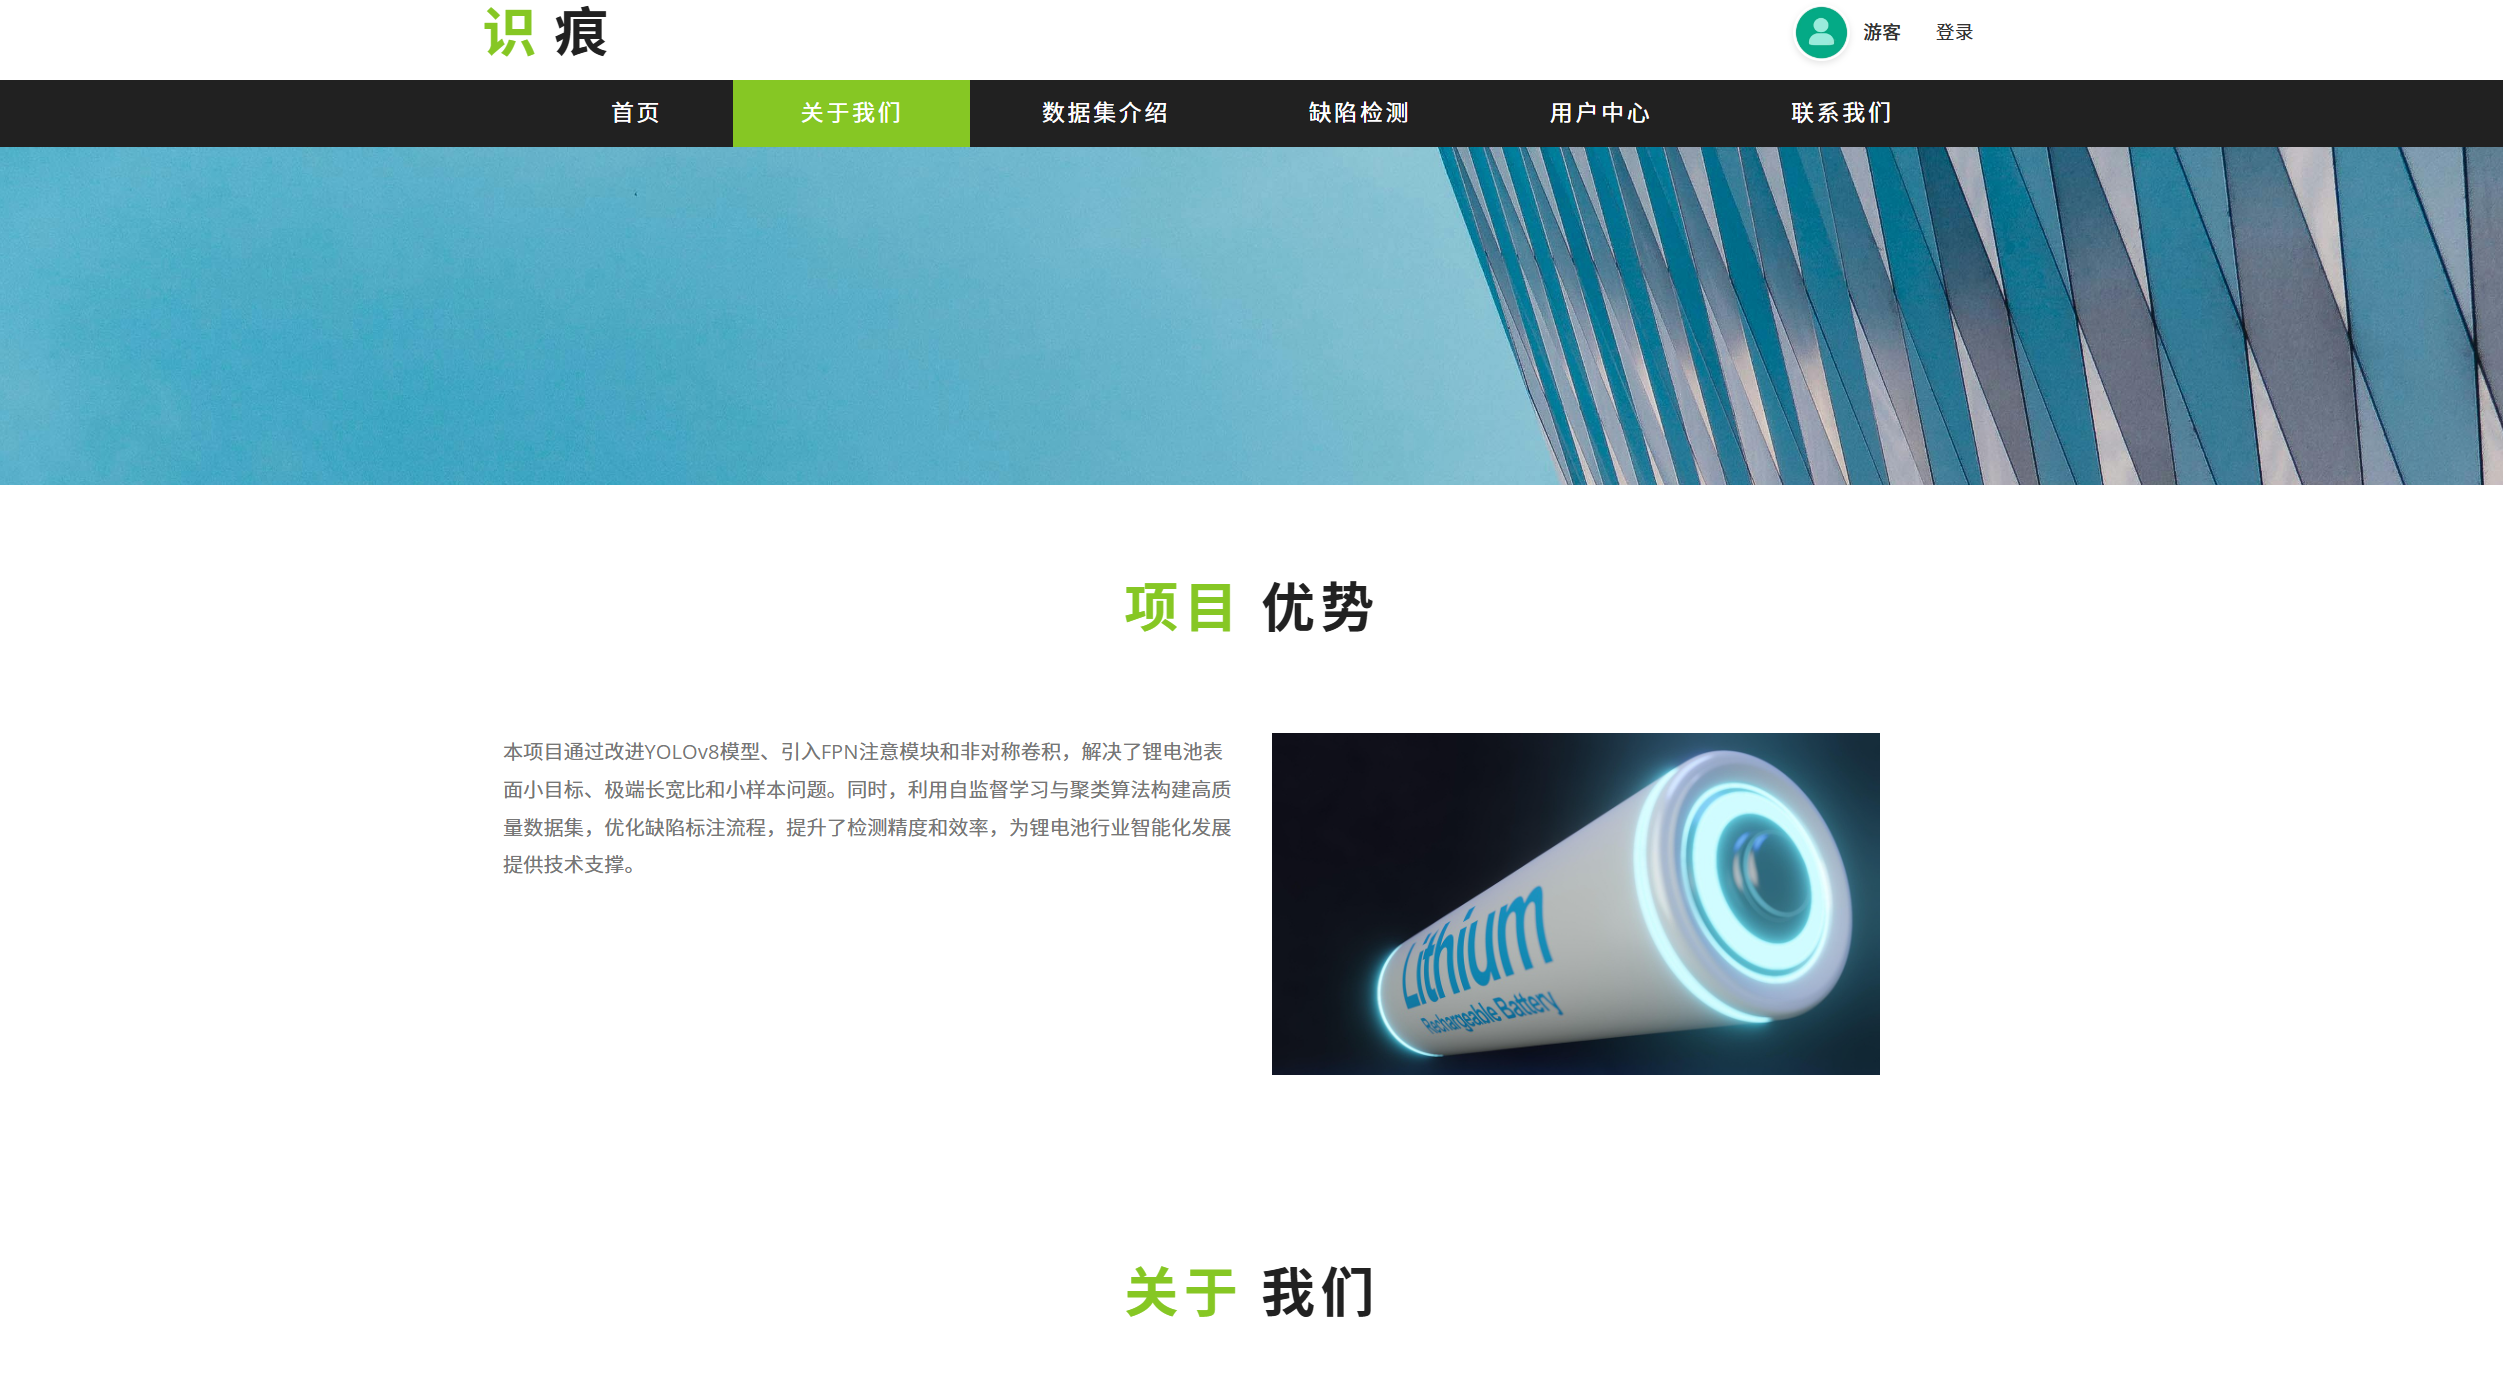 识 痕
游客 登录
首页 关于我们 数据集介绍 缺陷检测 用户中心 联系我们
项目 优势
本项目通过改进YOLOv8模型、引入FPN注意模块和非对称卷积，解决了锂电池表
面小目标、极端长宽比和小样本问题。同时，利用自监督学习与聚类算法构建高质
量数据集，优化缺陷标注流程，提升了检测精度和效率，为锂电池行业智能化发展
提供技术支撑。
Lithium
Rechargeable Battery
关于 我们